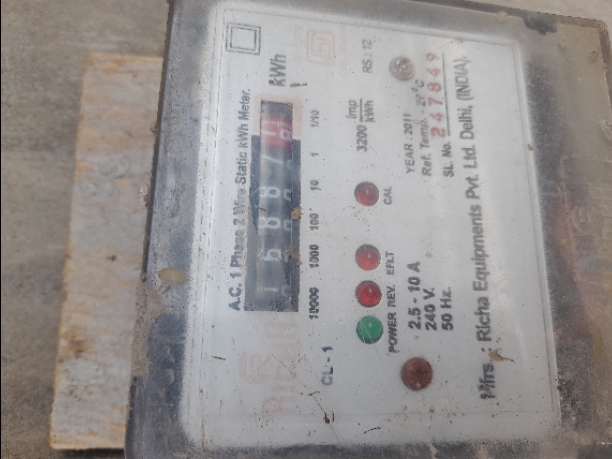 A.C. 1 Phase 2 Wire Static kWh Meter.
kWh
10000 1000 100 10 1 1/10
CL - 1
3200 imp/kWh
RS : 12
POWER REV. EFLT CAL
2.5 - 10 A
240 V.
50 Hz.
YEAR : 2011
Ref. Temp. : 27°C
SL. No. 247849
Mfrs. : Richa Equipments Pvt. Ltd. Delhi, (INDIA)